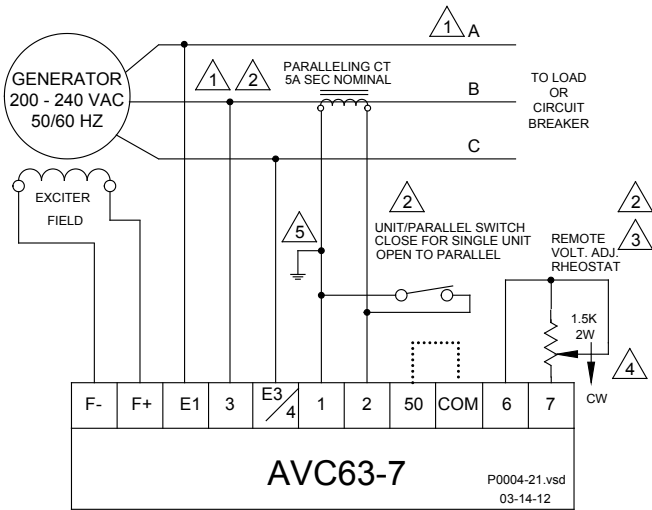 1 A
GENERATOR
200 - 240 VAC
50/60 HZ
1 2
PARALLELING CT
5A SEC NOMINAL
B
TO LOAD
OR
CIRCUIT
BREAKER
C
EXCITER
FIELD
5
2
UNIT/PARALLEL SWITCH
CLOSE FOR SINGLE UNIT
OPEN TO PARALLEL
2
3
REMOTE
VOLT. ADJ.
RHEOSTAT
1.5K
2W
4
CW
F- F+ E1 3 E3/4 1 2 50 COM 6 7
AVC63-7
P0004-21.vsd
03-14-12